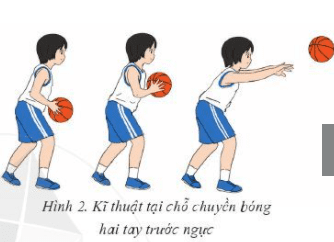 Hình 2. Kĩ thuật tại chỗ chuyền bóng
hai tay trước ngực